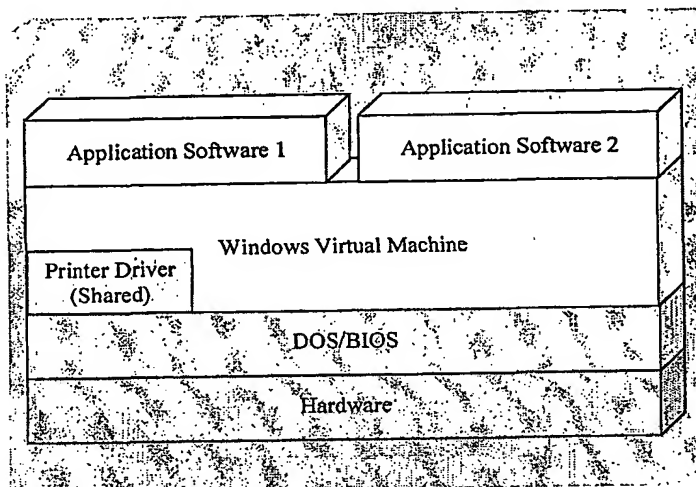 Application Software 1
Application Software 2
Windows Virtual Machine
Printer Driver
(Shared)
DOS/BIOS
Hardware